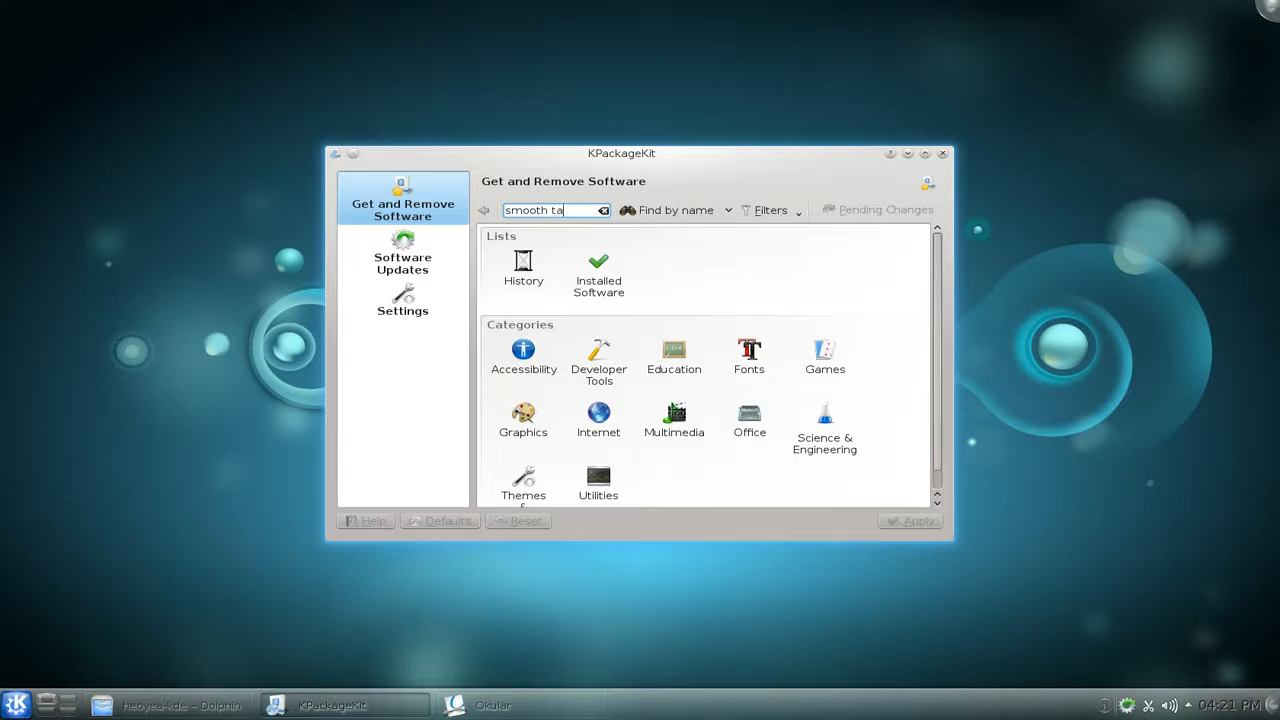 KPackageKit
Get and Remove
Software
Software
Updates
Settings
Get and Remove Software
smooth ta
Find by name
Filters
Pending Changes
Lists
History
Installed
Software
Categories
Accessibility
Developer
Tools
Education
Fonts
Games
Graphics
Internet
Multimedia
Office
Science &
Engineering
Themes
&
Utilities
Help
Defaults
Reset
Apply
heoyea-kde – Dolphin
KPackageKit
Okular
04:21 PM